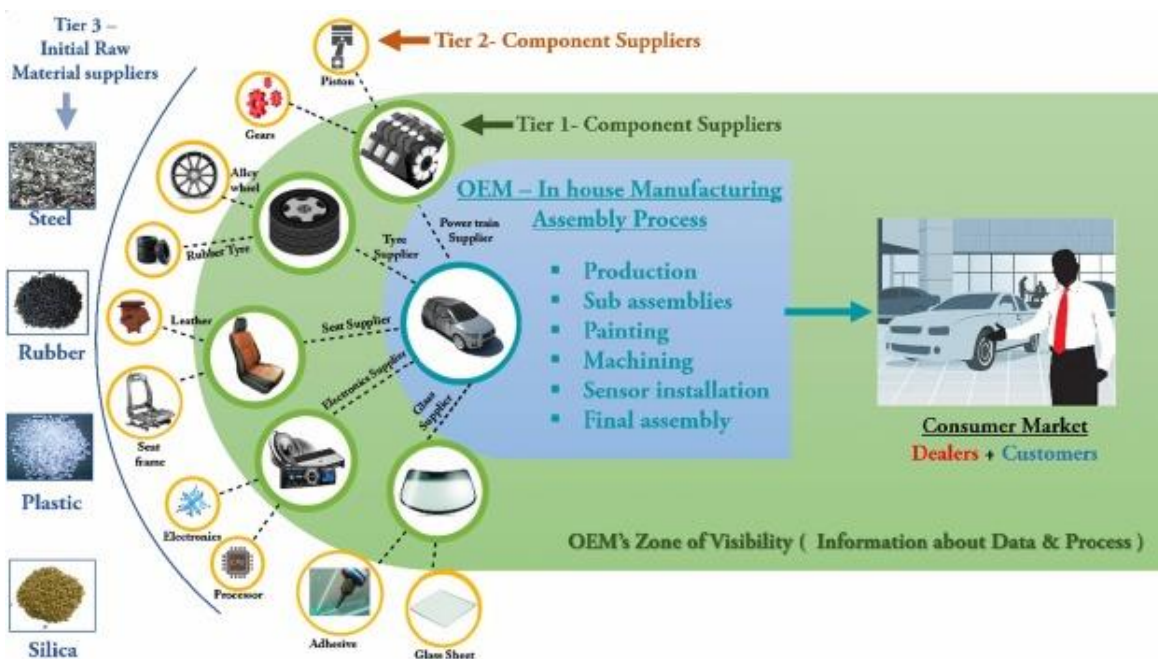 Tier 3 –
Initial Raw
Material suppliers
Steel
Rubber
Plastic
Silica
Tier 2- Component Suppliers
Piston
Gears
Alloy
wheel
Rubber Tyre
Leather
Seat
frame
Electronics
Processor
Adhesive
Glass Sheet
Tier 1- Component Suppliers
Power train
Supplier
Tyre
Supplier
Seat Supplier
Electronics Supplier
Glass
Supplier
OEM – In house Manufacturing
Assembly Process
▪ Production
▪ Sub assemblies
▪ Painting
▪ Machining
▪ Sensor installation
▪ Final assembly
Consumer Market
Dealers + Customers
OEM's Zone of Visibility ( Information about Data & Process )